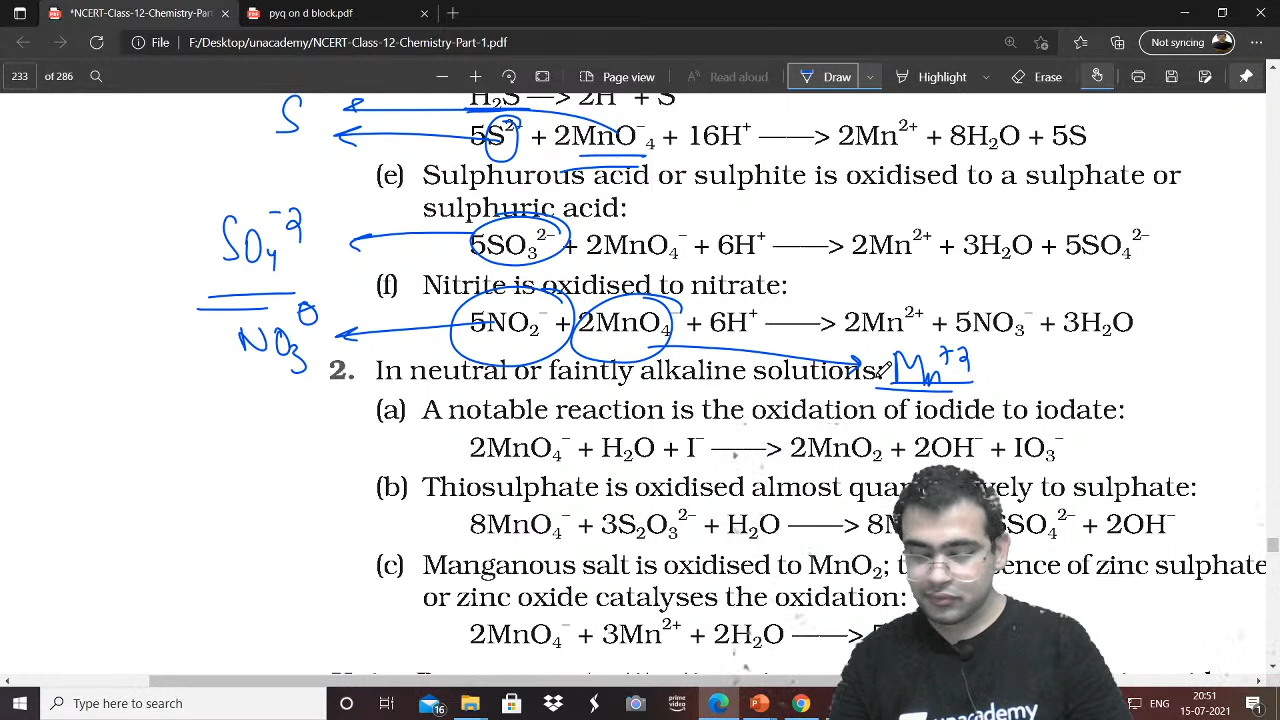 *NCERT-Class-12-Chemistry-Part- pyq on d block.pdf
File F:/Desktop/unacademy/NCERT-Class-12-Chemistry-Part-1.pdf Not syncing
233 of 286 Page view Read aloud Draw Highlight Erase
H₂S —> 2H + S
S
5S²⁻ + 2MnO⁻₄ + 16H⁺ ——> 2Mn²⁺ + 8H₂O + 5S
(e) Sulphurous acid or sulphite is oxidised to a sulphate or
sulphuric acid:
SO₄⁻²
5SO₃²⁻ + 2MnO₄⁻ + 6H⁺ ——> 2Mn²⁺ + 3H₂O + 5SO₄²⁻
(f) Nitrite is oxidised to nitrate:
5NO₂⁻ + 2MnO₄⁻ + 6H⁺ ——> 2Mn²⁺ + 5NO₃⁻ + 3H₂O
NO₃⊖
2. In neutral or faintly alkaline solutions: Mn⁺²
(a) A notable reaction is the oxidation of iodide to iodate:
2MnO₄⁻ + H₂O + I⁻ ——> 2MnO₂ + 2OH⁻ + IO₃⁻
(b) Thiosulphate is oxidised almost to sulphate:
8MnO₄⁻ + 3S₂O₃²⁻ + H₂O ——> SO₄²⁻ + 2OH⁻
(c) Manganous salt is oxidised to MnO₂; of zinc sulphate
or zinc oxide catalyses the oxidation:
2MnO₄⁻ + 3Mn²⁺ + 2H₂O ——>
unacademy
Type here to search 16 prime video 20:51
15-07-2021 1